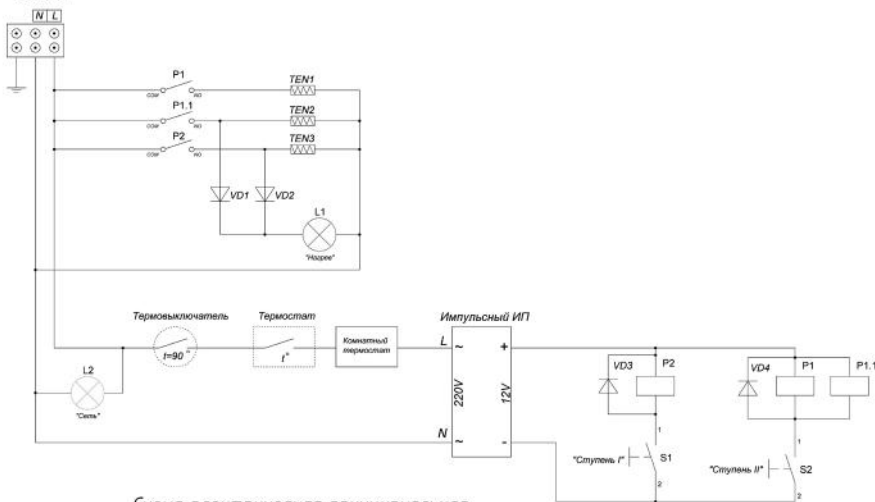 N L
P1
COM NO
TEN1
P1.1
COM NO
TEN2
P2
COM NO
TEN3
VD1 VD2
L1
"Нагрев"
Термовыключатель
t=90°
Термостат
t°
Комнатный
термостат
Импульсный ИП
L ~ +
220V 12V
N ~ -
L2
"Сеть"
VD3 P2
VD4 P1 P1.1
1
"Ступень I" S1
2
1
"Ступень II" S2
2